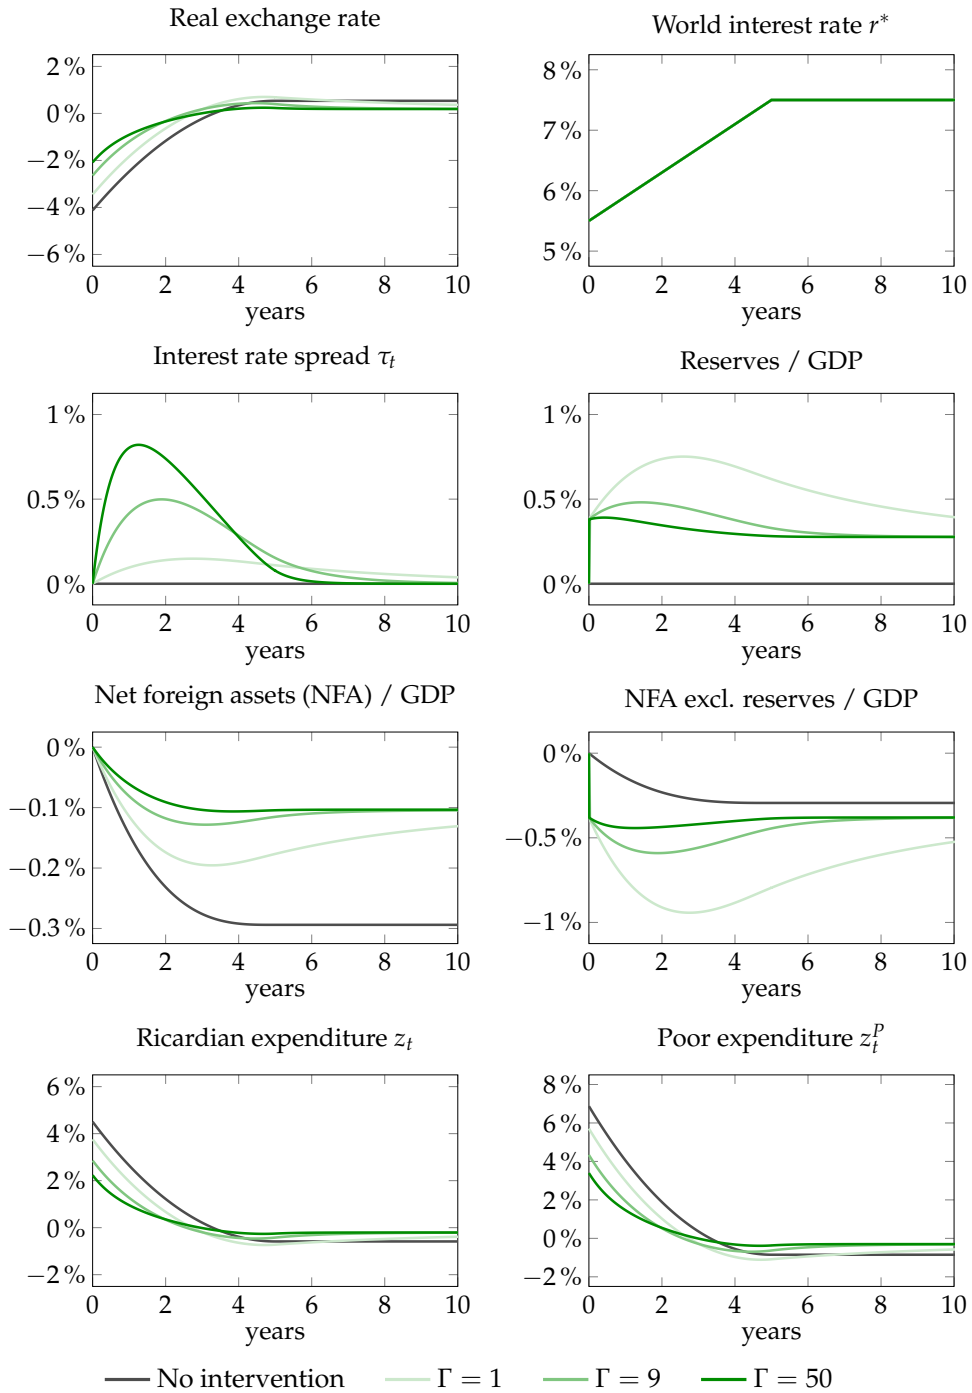 Real exchange rate
2 %
0 %
−2 %
−4 %
−6 %
0 2 4 6 8 10
years
World interest rate r*
8 %
7 %
6 %
5 %
0 2 4 6 8 10
years
Interest rate spread τt
1 %
0.5 %
0 %
0 2 4 6 8 10
years
Reserves / GDP
1 %
0.5 %
0 %
0 2 4 6 8 10
years
Net foreign assets (NFA) / GDP
0 %
−0.1 %
−0.2 %
−0.3 %
0 2 4 6 8 10
years
NFA excl. reserves / GDP
0 %
−0.5 %
−1 %
0 2 4 6 8 10
years
Ricardian expenditure zt
6 %
4 %
2 %
0 %
−2 %
0 2 4 6 8 10
years
Poor expenditure ztP
8 %
6 %
4 %
2 %
0 %
−2 %
0 2 4 6 8 10
years
No intervention Γ = 1 Γ = 9 Γ = 50